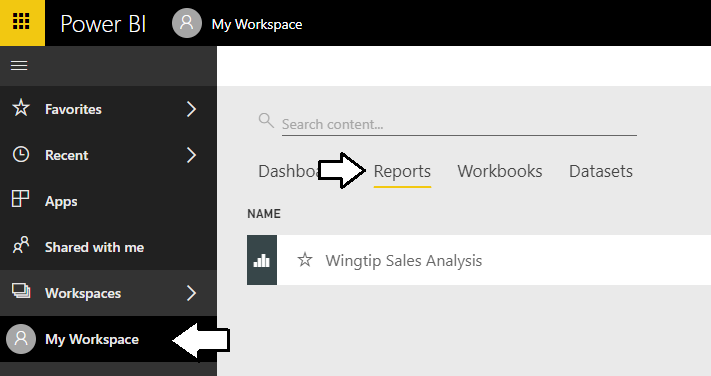 Power BI
My Workspace
Favorites
Recent
Apps
Shared with me
Workspaces
My Workspace
Search content...
Dashboa Reports Workbooks Datasets
NAME
Wingtip Sales Analysis